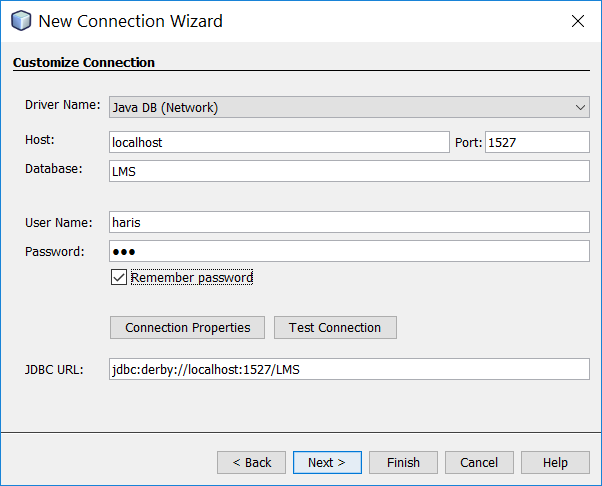 New Connection Wizard
Customize Connection
Driver Name: Java DB (Network)
Host: localhost Port: 1527
Database: LMS
User Name: haris
Password: ●●●
Remember password
Connection Properties Test Connection
JDBC URL: jdbc:derby://localhost:1527/LMS
< Back Next > Finish Cancel Help